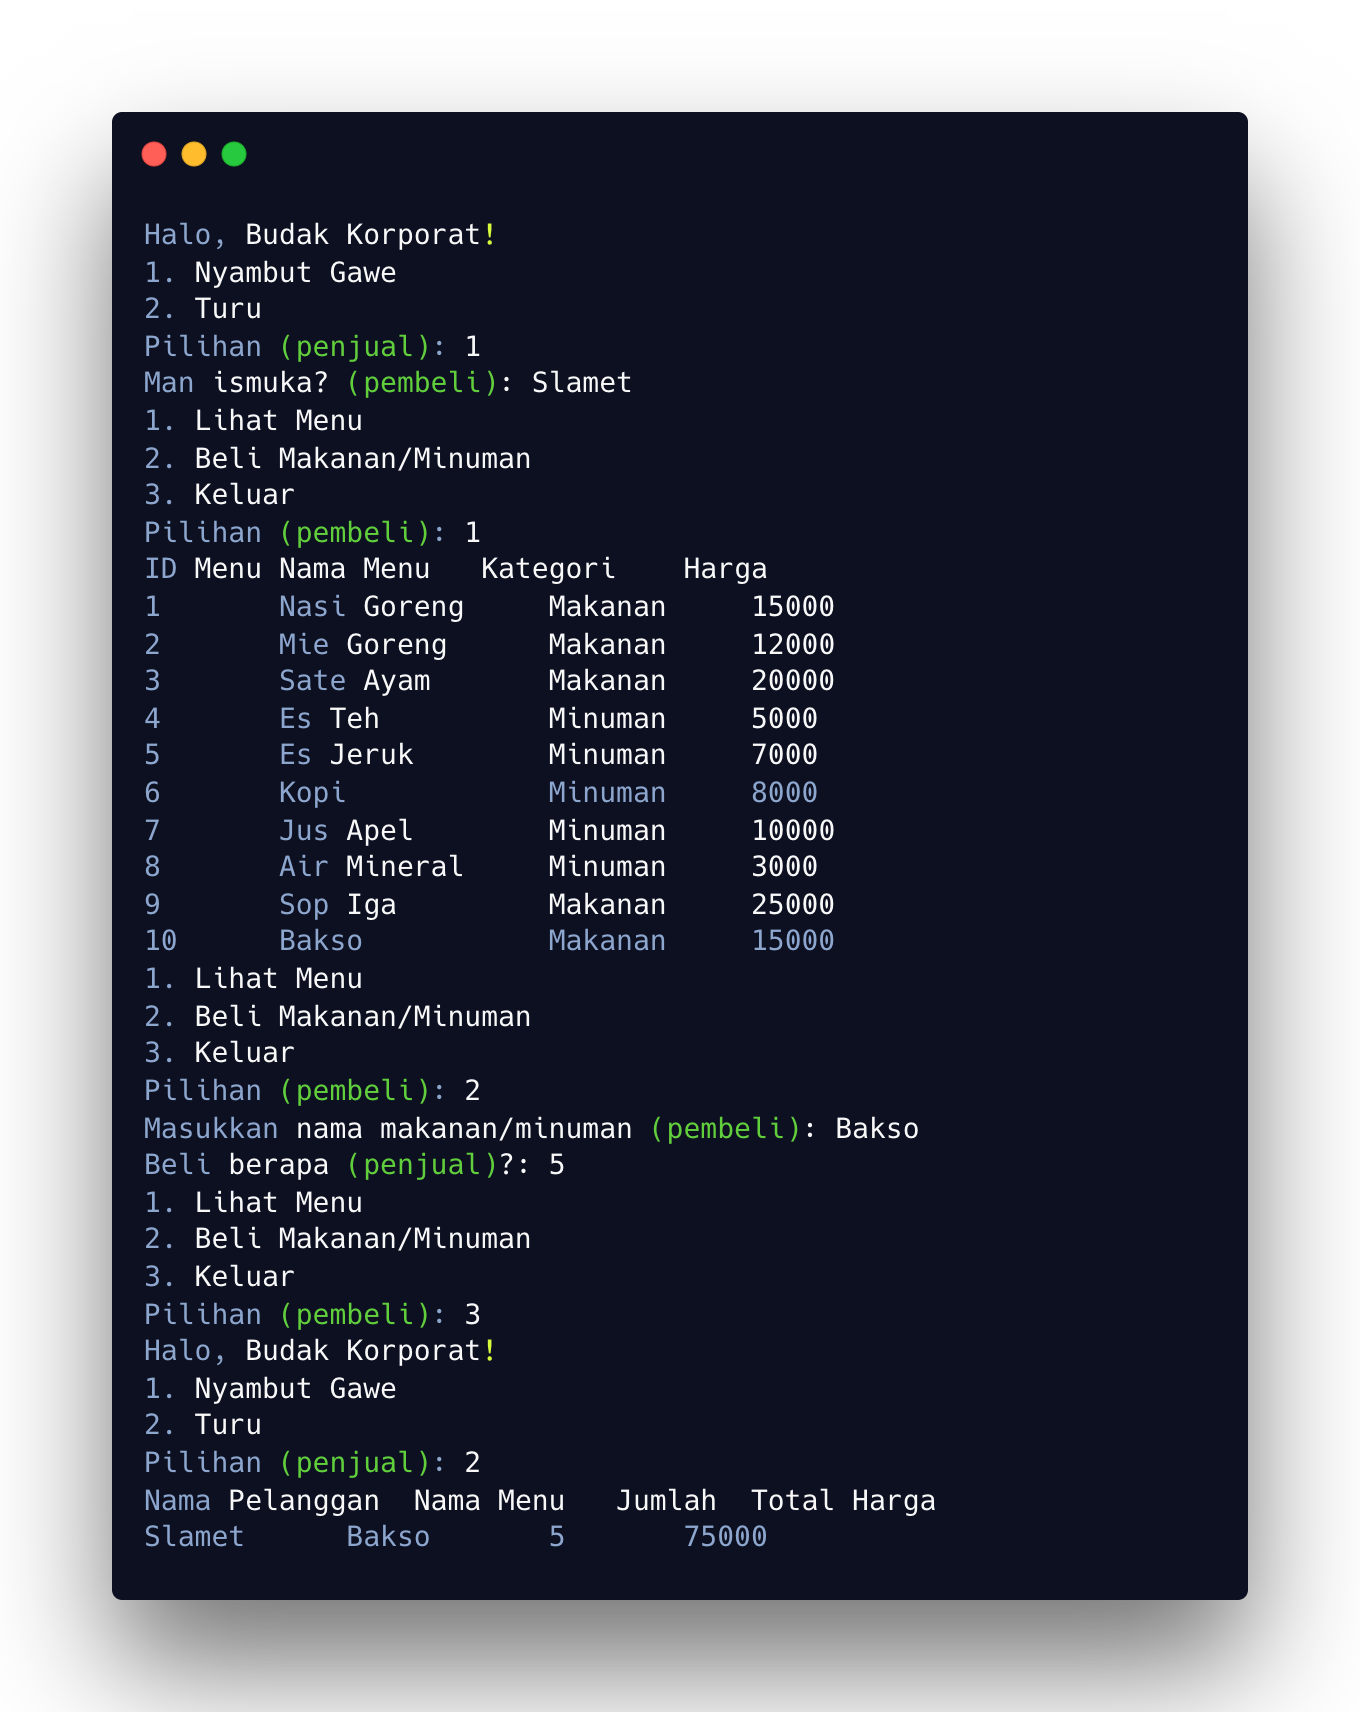 Halo, Budak Korporat!
1. Nyambut Gawe
2. Turu
Pilihan (penjual): 1
Man ismuka? (pembeli): Slamet
1. Lihat Menu
2. Beli Makanan/Minuman
3. Keluar
Pilihan (pembeli): 1
ID Menu Nama Menu   Kategori    Harga
1       Nasi Goreng     Makanan     15000
2       Mie Goreng      Makanan     12000
3       Sate Ayam       Makanan     20000
4       Es Teh          Minuman     5000
5       Es Jeruk        Minuman     7000
6       Kopi            Minuman     8000
7       Jus Apel        Minuman     10000
8       Air Mineral     Minuman     3000
9       Sop Iga         Makanan     25000
10      Bakso           Makanan     15000
1. Lihat Menu
2. Beli Makanan/Minuman
3. Keluar
Pilihan (pembeli): 2
Masukkan nama makanan/minuman (pembeli): Bakso
Beli berapa (penjual)?: 5
1. Lihat Menu
2. Beli Makanan/Minuman
3. Keluar
Pilihan (pembeli): 3
Halo, Budak Korporat!
1. Nyambut Gawe
2. Turu
Pilihan (penjual): 2
Nama Pelanggan  Nama Menu   Jumlah  Total Harga
Slamet      Bakso       5       75000